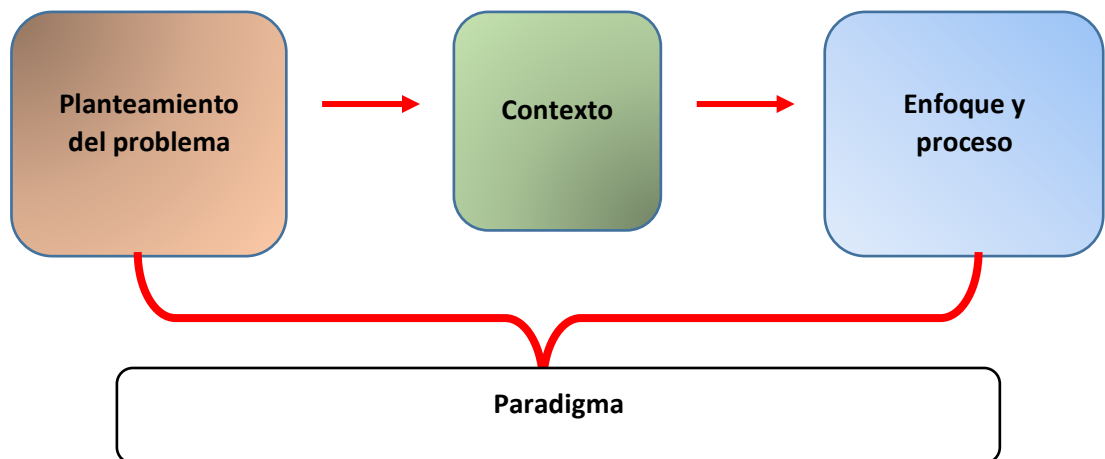 Planteamiento
del problema
Contexto
Enfoque y
proceso
Paradigma